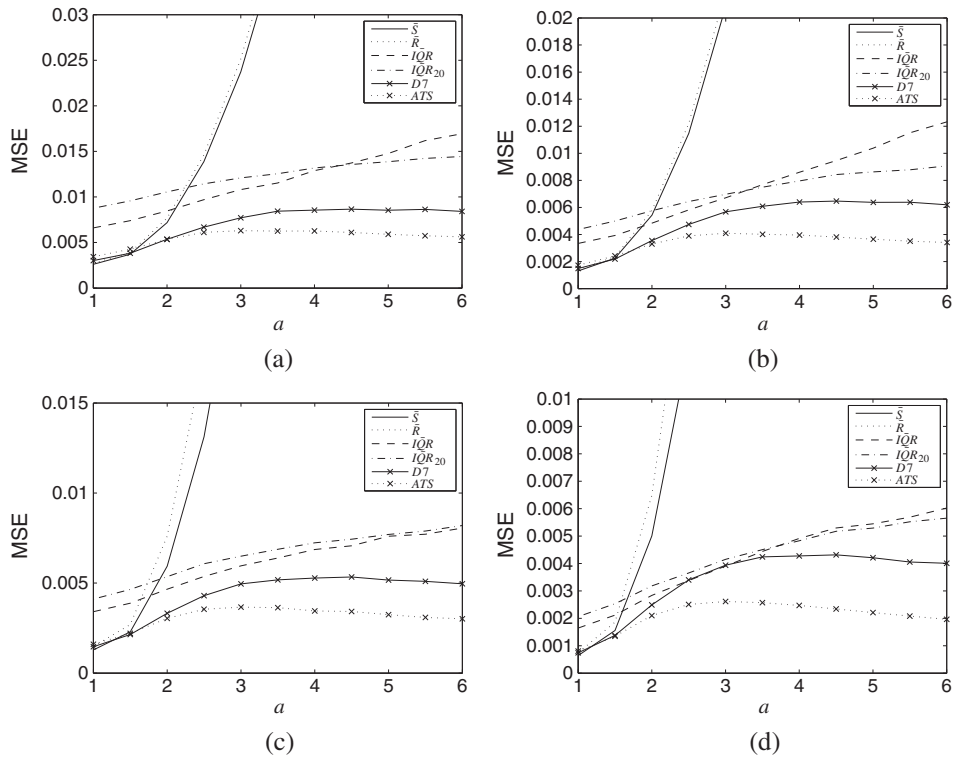 0.03
0.025
0.02
0.015
0.01
0.005
0
MSE
1 2 3 4 5 6
a
(a)
S̄
R̄
IQ̄R
IQ̄R₂₀
D7
ATS
0.02
0.018
0.016
0.014
0.012
0.01
0.008
0.006
0.004
0.002
0
MSE
1 2 3 4 5 6
a
(b)
S̄
R̄
IQ̄R
IQ̄R₂₀
D7
ATS
0.015
0.01
0.005
0
MSE
1 2 3 4 5 6
a
(c)
S̄
R̄
IQ̄R
IQ̄R₂₀
D7
ATS
0.01
0.009
0.008
0.007
0.006
0.005
0.004
0.003
0.002
0.001
0
MSE
1 2 3 4 5 6
a
(d)
S̄
R̄
IQ̄R
IQ̄R₂₀
D7
ATS